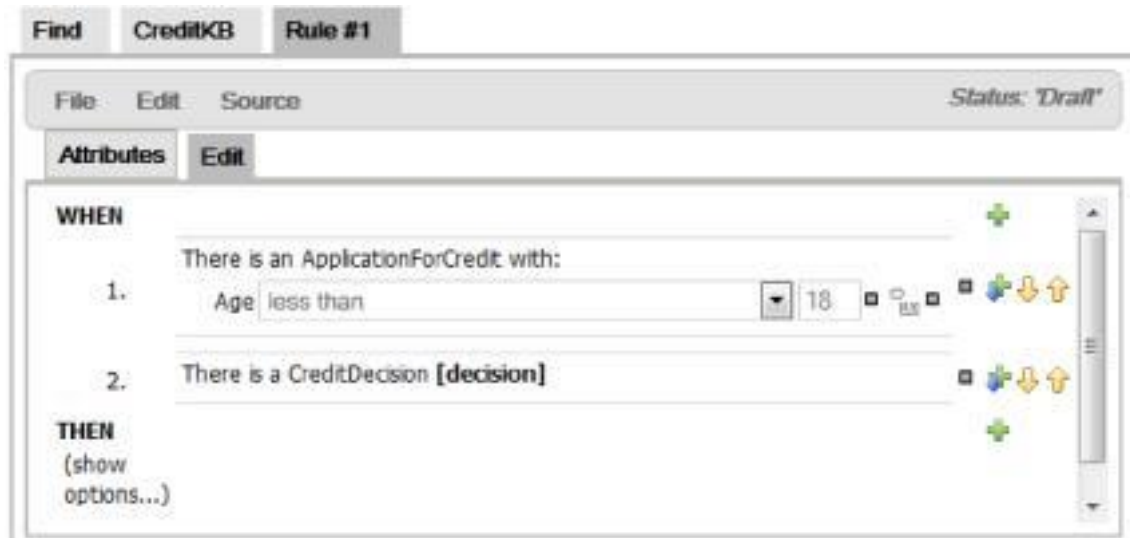 Find CreditKB Rule #1
File Edit Source Status: 'Draft'
Attributes Edit
WHEN
There is an ApplicationForCredit with:
1.
Age less than 18
2. There is a CreditDecision [decision]
THEN
(show
options...)